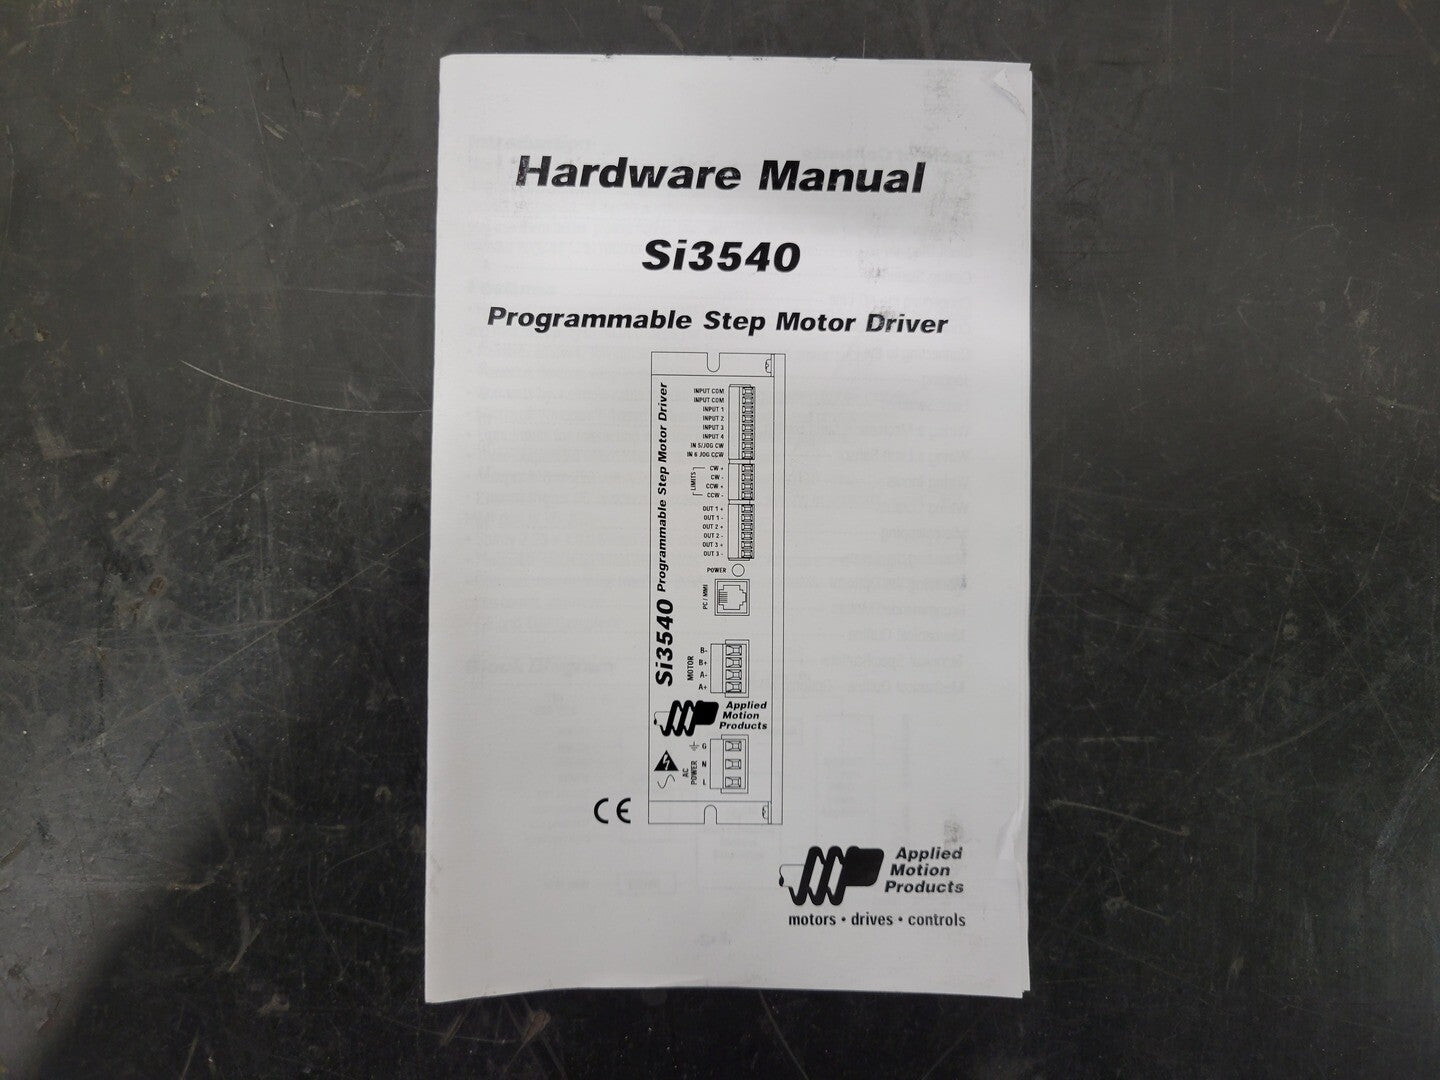 Hardware Manual
Si3540
Programmable Step Motor Driver
INPUT COM
INPUT COM
INPUT 1
INPUT 2
INPUT 3
INPUT 4
IN 5/JOG CW
IN 6 JOG CCW
LIMITS
CW +
CW -
CCW +
CCW -
OUT 1 +
OUT 1 -
OUT 2 +
OUT 2 -
OUT 3 +
OUT 3 -
POWER
PC / MMI
Si3540 Programmable Step Motor Driver
MOTOR
B-
B+
A-
A+
Applied
Motion
Products
AC
POWER
G
N
L
CE
Applied
Motion
Products
motors • drives • controls